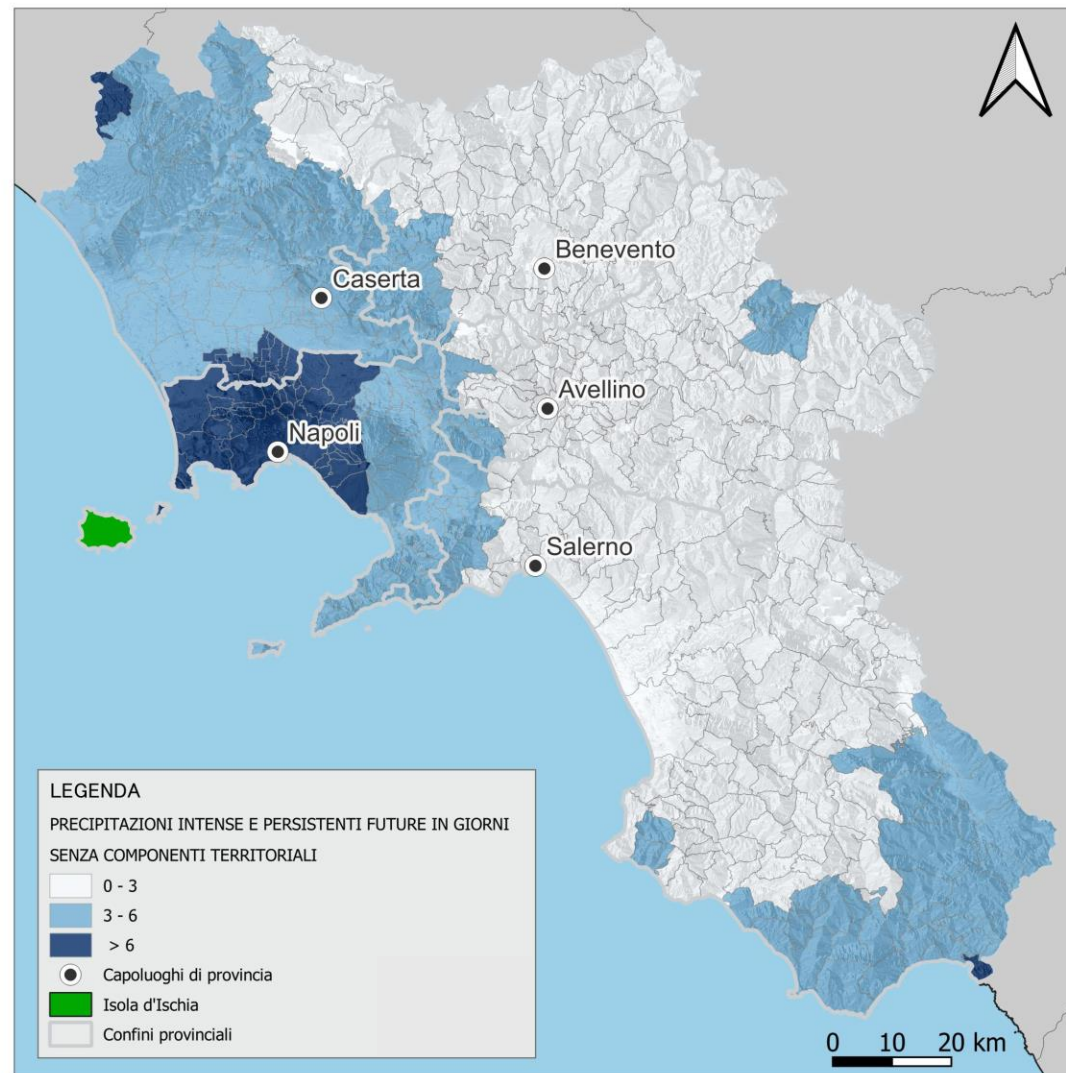 Benevento
Caserta
Avellino
Napoli
Salerno
LEGENDA
PRECIPITAZIONI INTENSE E PERSISTENTI FUTURE IN GIORNI
SENZA COMPONENTI TERRITORIALI
0 - 3
3 - 6
> 6
Capoluoghi di provincia
Isola d'Ischia
Confini provinciali
0 10 20 km